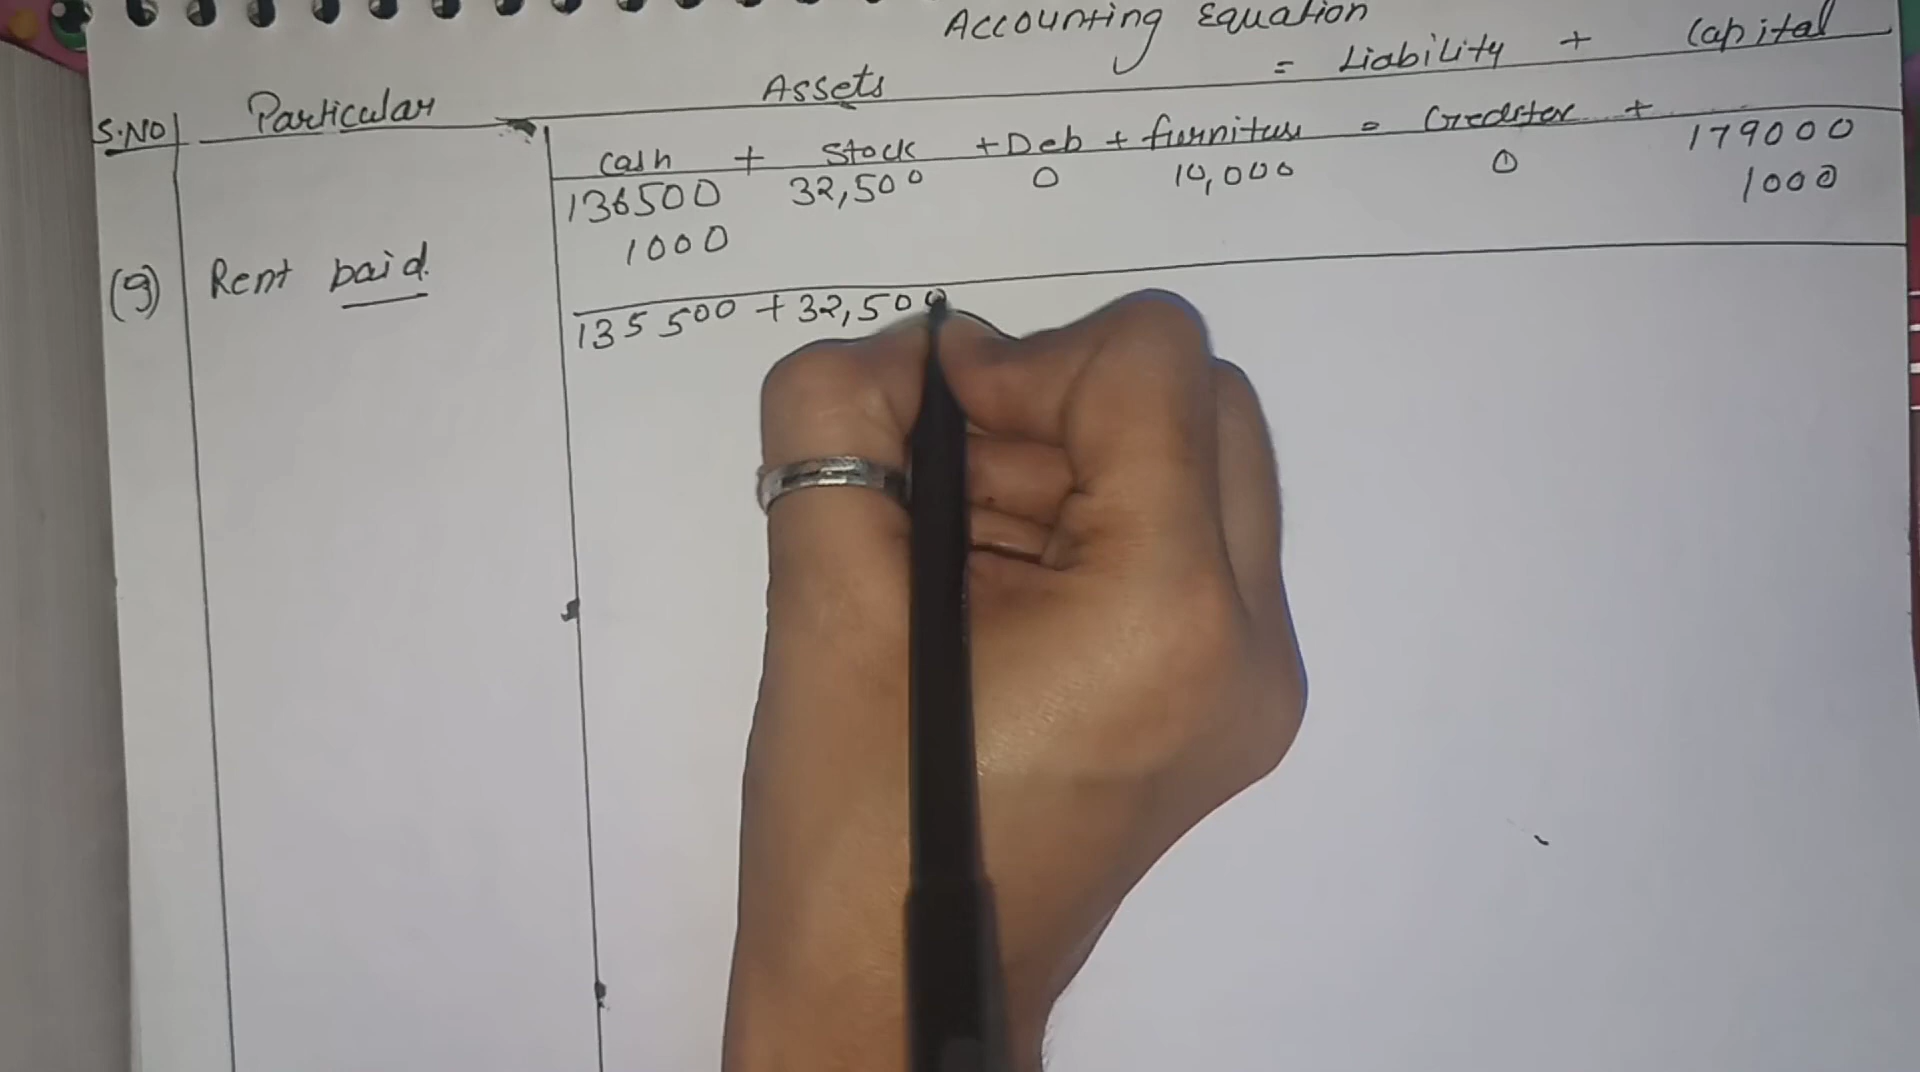 Accounting Equation
S.NO Particular Assets = Liability + Capital
Cash + Stock + Deb + furniture = Crediter +
136500 32,500 0 10,000 0 179000
1000 1000
(9) Rent paid.
135500 + 32,500